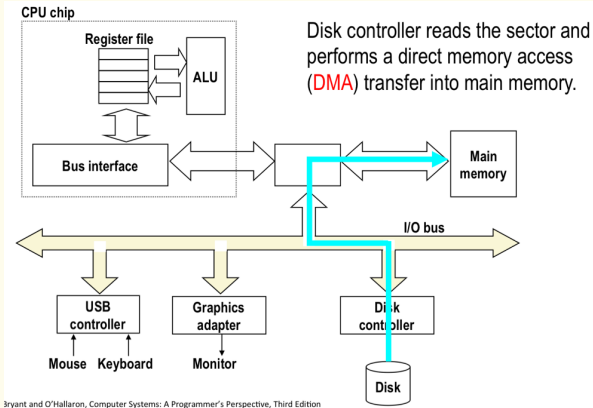 CPU chip
Register file
ALU
Disk controller reads the sector and
performs a direct memory access
(DMA) transfer into main memory.
Bus interface
Main
memory
I/O bus
USB
controller
Graphics
adapter
Disk
controller
Mouse Keyboard
Monitor
Disk
Bryant and O'Hallaron, Computer Systems: A Programmer's Perspective, Third Edition